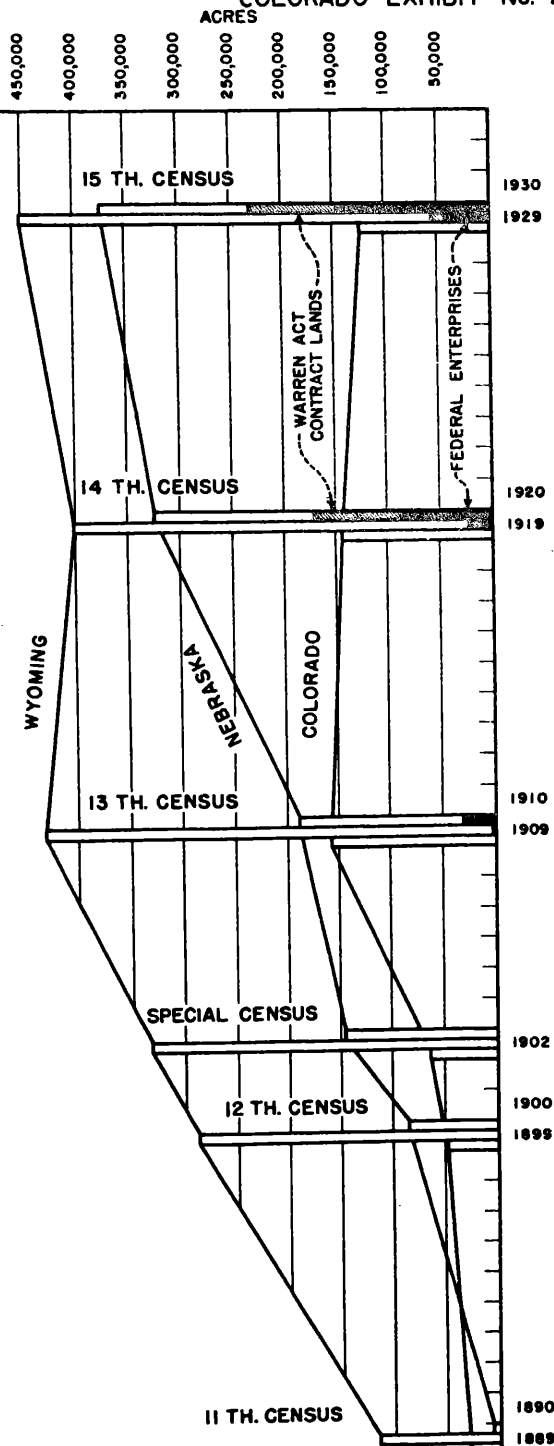 COLORADO EXHIBIT No.
ACRES
450,000
400,000
350,000
300,000
250,000
200,000
150,000
100,000
50,000
15 TH. CENSUS
1930
1929
WARREN ACT
CONTRACT LANDS
FEDERAL ENTERPRISES
14 TH. CENSUS
1920
1919
WYOMING
NEBRASKA
COLORADO
13 TH. CENSUS
1910
1909
SPECIAL CENSUS
1902
12 TH. CENSUS
1900
1899
11 TH. CENSUS
1890
1889